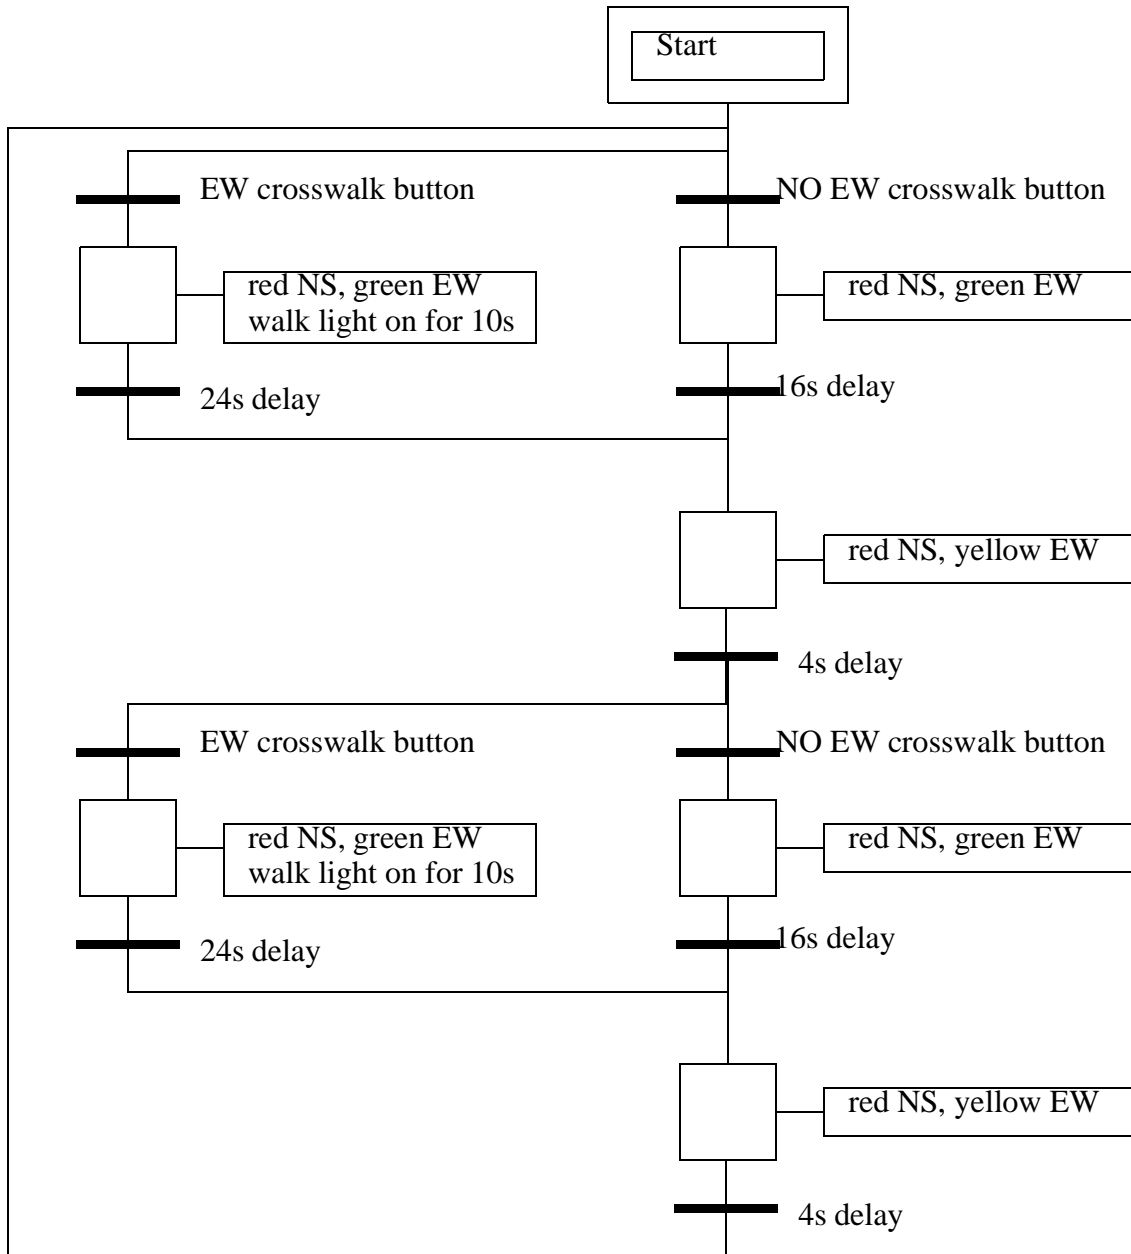 Start
EW crosswalk button
NO EW crosswalk button
red NS, green EW
walk light on for 10s
red NS, green EW
24s delay
16s delay
red NS, yellow EW
4s delay
EW crosswalk button
NO EW crosswalk button
red NS, green EW
walk light on for 10s
red NS, green EW
24s delay
16s delay
red NS, yellow EW
4s delay